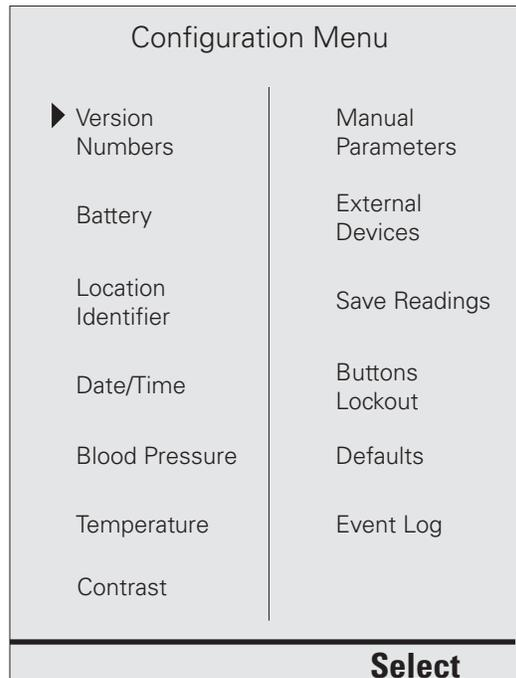 Configuration Menu
Version
Numbers
Battery
Location
Identifier
Date/Time
Blood Pressure
Temperature
Contrast
Manual
Parameters
External
Devices
Save Readings
Buttons
Lockout
Defaults
Event Log
Select